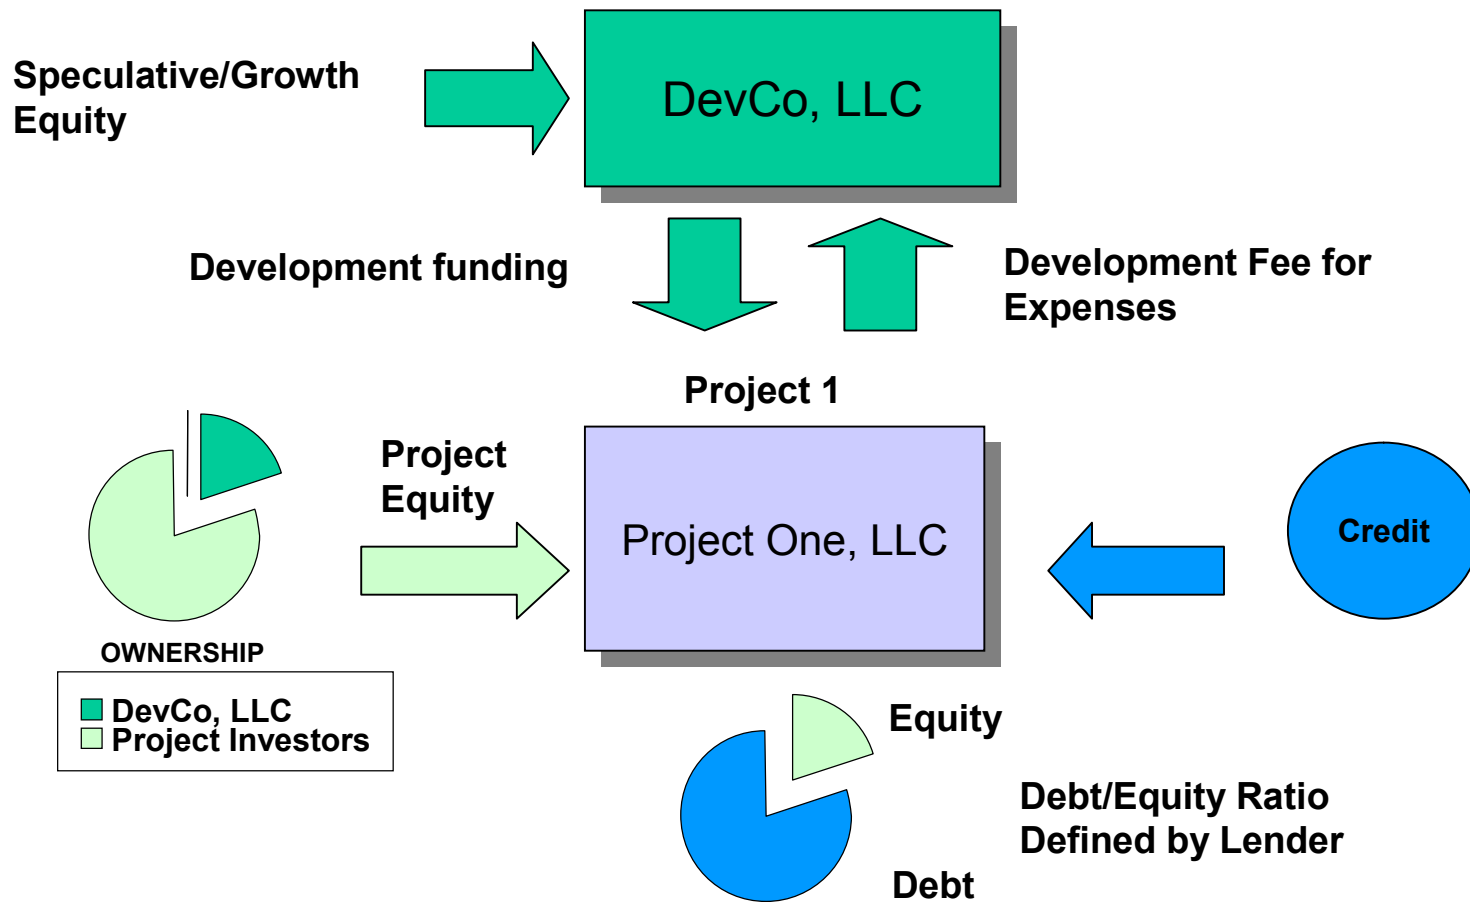 Speculative/Growth
Equity
DevCo, LLC
Development funding
Development Fee for
Expenses
Project 1
Project
Equity
Project One, LLC
Credit
OWNERSHIP
DevCo, LLC
Project Investors
Equity
Debt/Equity Ratio
Defined by Lender
Debt